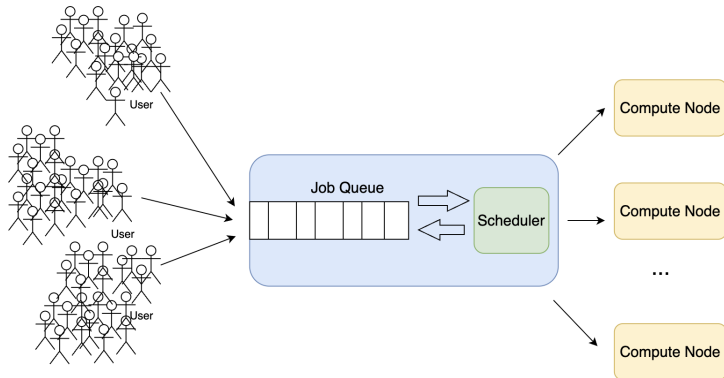 User
User
User
Job Queue
Scheduler
Compute Node
Compute Node
...
Compute Node